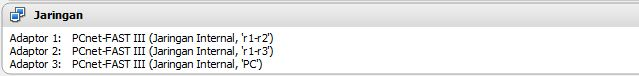 Jaringan
Adaptor 1: PCnet-FAST III (Jaringan Internal, 'r1-r2')
Adaptor 2: PCnet-FAST III (Jaringan Internal, 'r1-r3')
Adaptor 3: PCnet-FAST III (Jaringan Internal, 'PC')